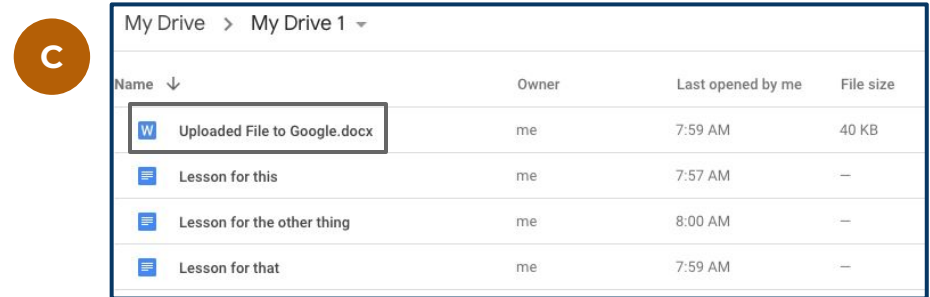 C
My Drive > My Drive 1
Name ↓ Owner Last opened by me File size
W Uploaded File to Google.docx me 7:59 AM 40 KB
Lesson for this me 7:57 AM —
Lesson for the other thing me 8:00 AM —
Lesson for that me 7:59 AM —